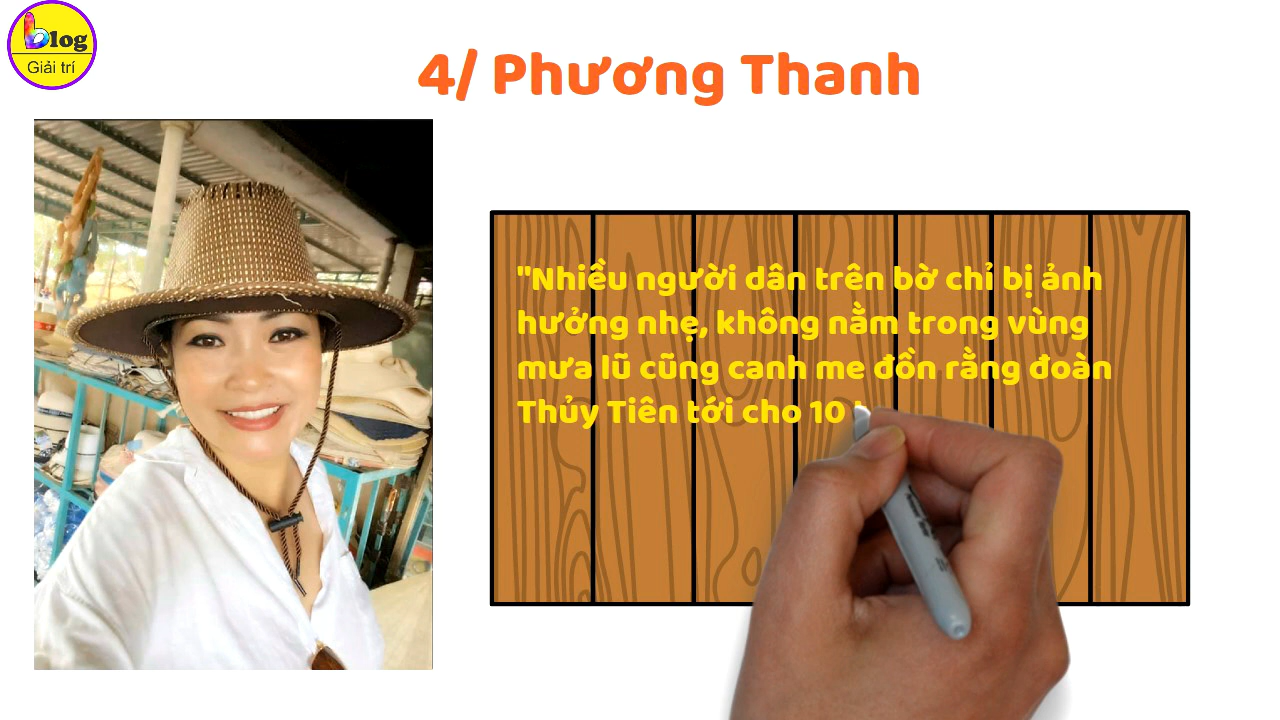 blog
Giải trí
4/ Phương Thanh
"Nhiều người dân trên bờ chỉ bị ảnh
hưởng nhẹ, không nằm trong vùng
mưa lũ cũng canh me đồn rằng đoàn
Thủy Tiên tới cho 10